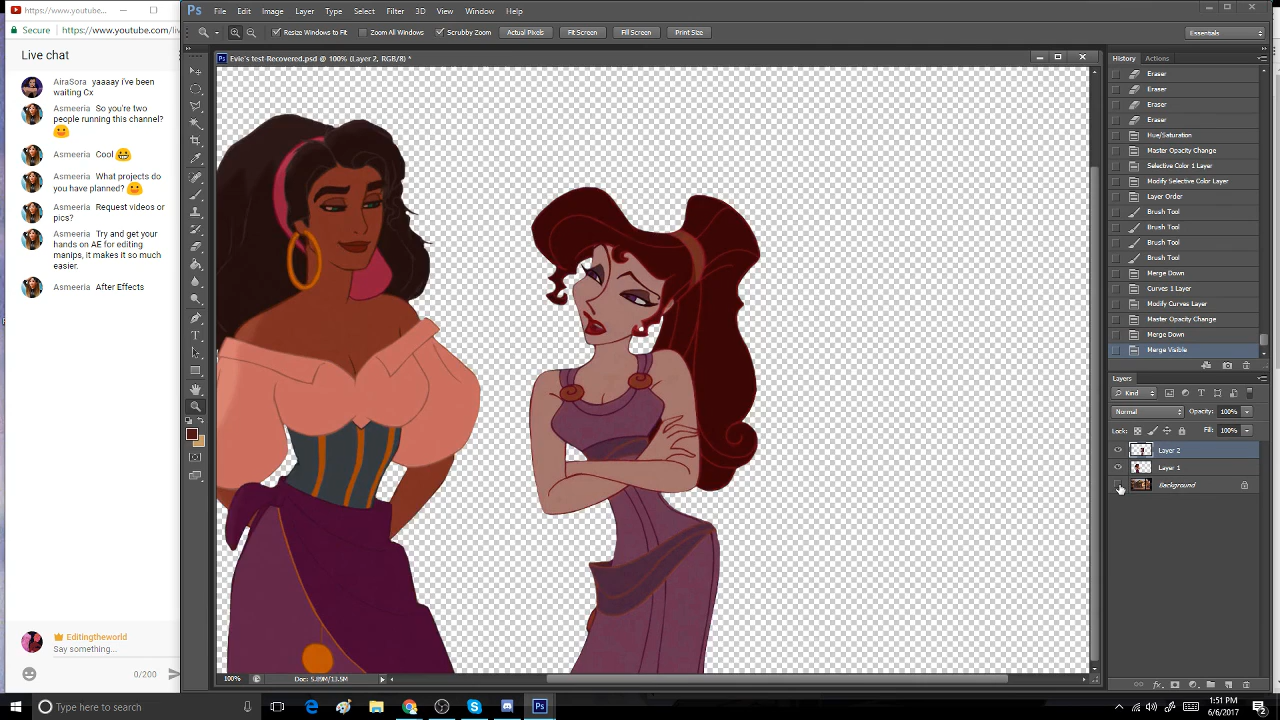 https://www.youtube.com/live
Secure
https://www.youtube.com/liv
Live chat
AiraSora yaaaay i've been
waiting Cx
Asmeeria So you're two
people running this channel?
Asmeeria Cool
Asmeeria What projects do
you have planned?
Asmeeria Request videos or
pics?
Asmeeria Try and get your
hands on AE for editing
manips, it makes it so much
easier.
Asmeeria After Effects
Editingtheworld
Say something...
0/200
Ps File Edit Image Layer Type Select Filter 3D View Window Help
Resize Windows to Fit Zoom All Windows Scrubby Zoom Actual Pixels Fit Screen Fill Screen Print Size Essentials
Evie's test-Recovered.psd @ 100% (Layer 2, RGB/8) *
History Actions
Eraser
Eraser
Eraser
Eraser
Hue/Saturation
Master Opacity Change
Selective Color 1 Layer
Modify Selective Color Layer
Layer Order
Brush Tool
Brush Tool
Brush Tool
Brush Tool
Merge Down
Curves 1 Layer
Modify Curves Layer
Master Opacity Change
Merge Down
Merge Visible
Layers
Kind
Normal Opacity: 100%
Lock: Fill: 100%
Layer 2
Layer 1
Background
100% Doc: 5.89M/13.5M
Type here to search
Ps
1:51 PM
6/6/2017